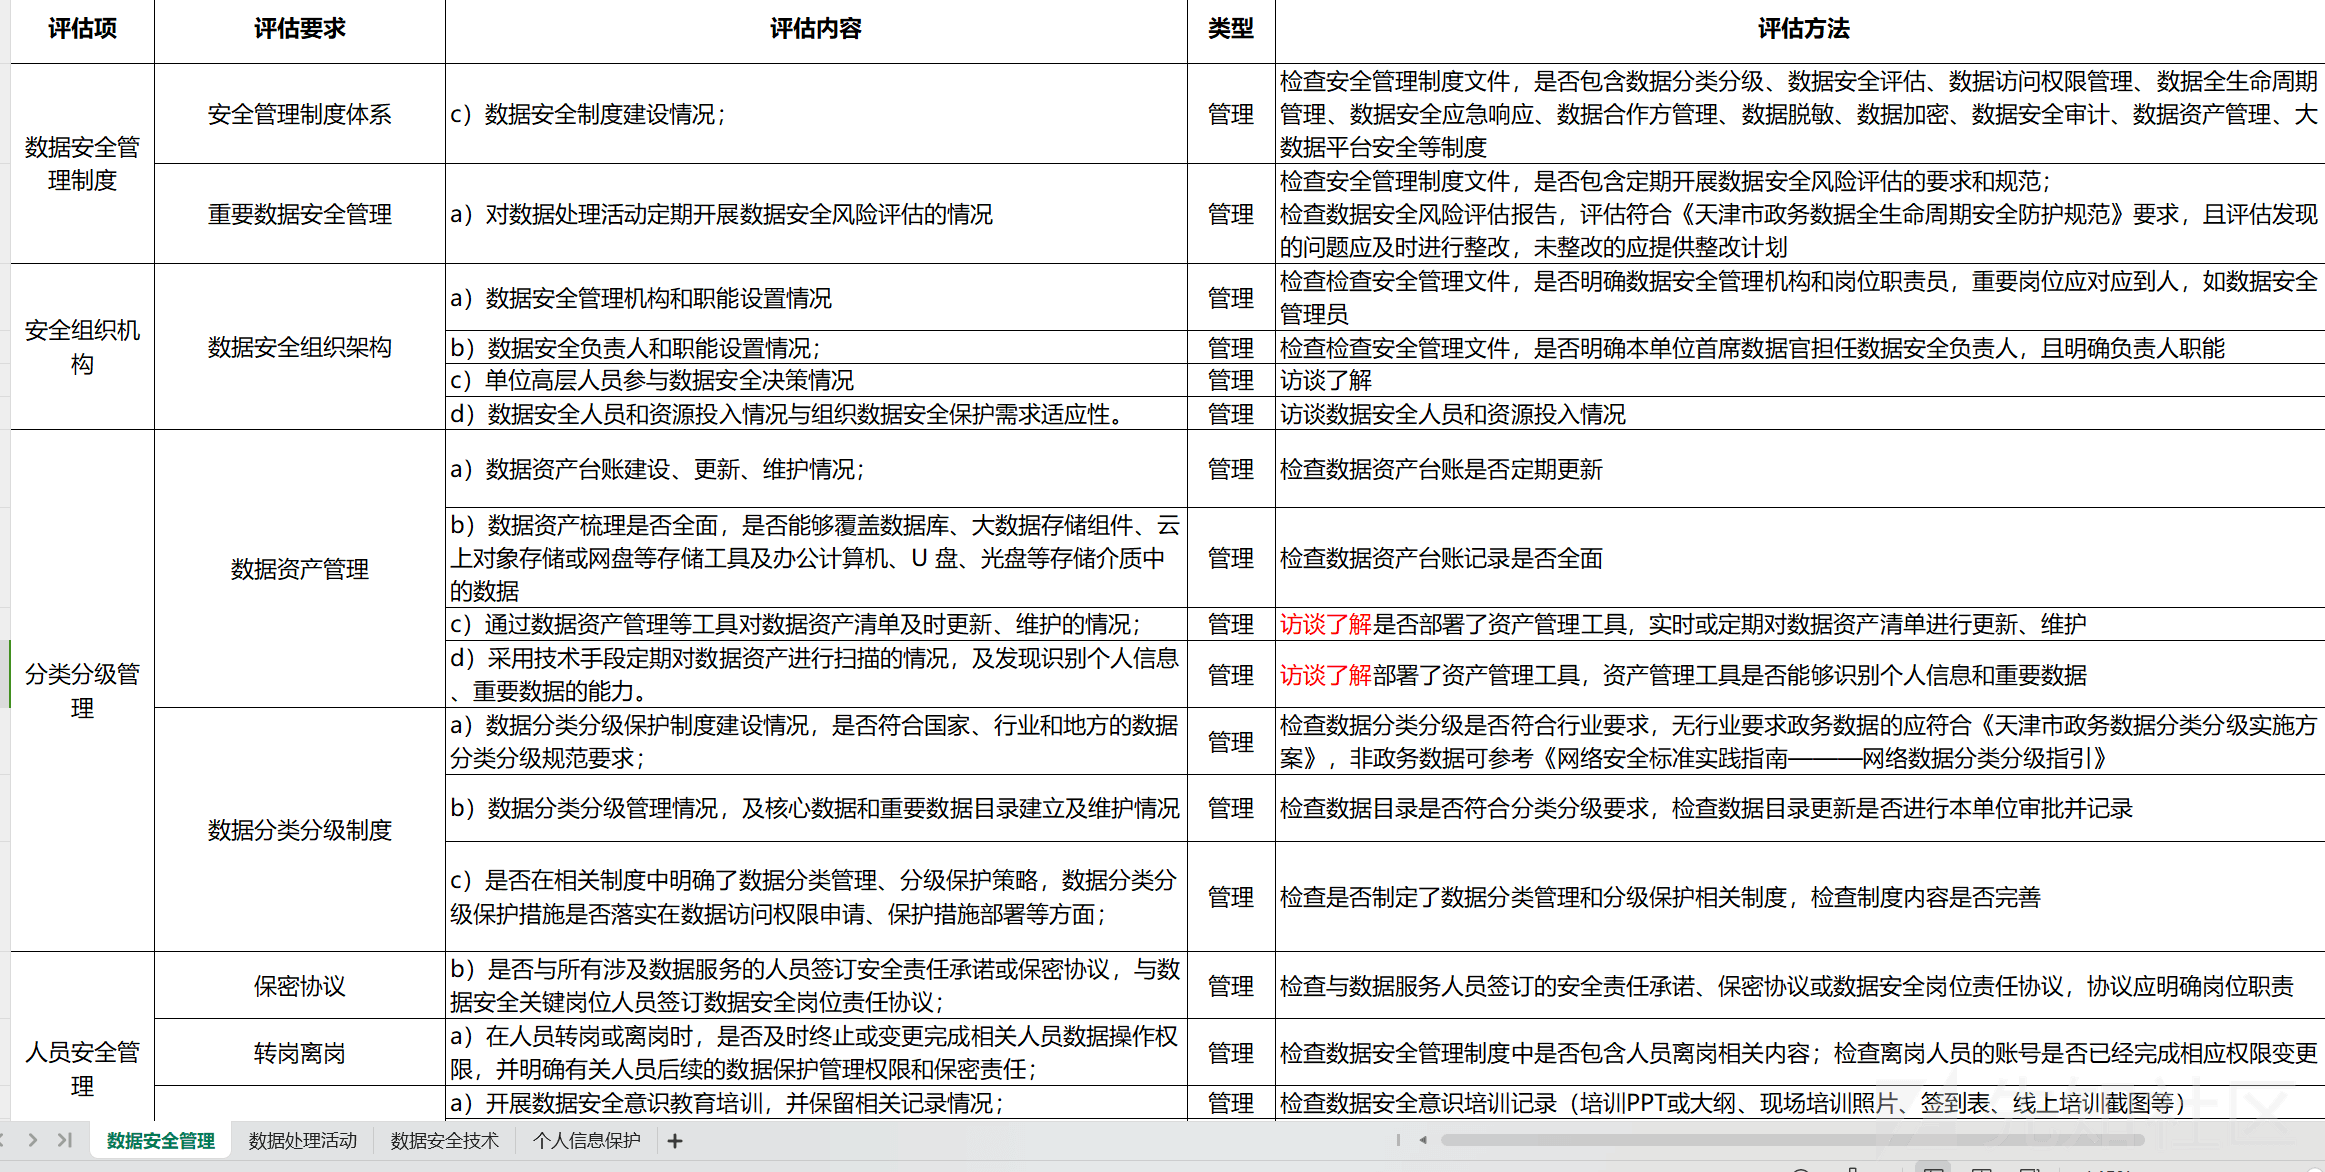 评估项 评估要求 评估内容 类型 评估方法
数据安全管
理制度
安全管理制度体系
c）数据安全制度建设情况；
管理
检查安全管理制度文件，是否包含数据分类分级、数据安全评估、数据访问权限管理、数据全生命周期
管理、数据安全应急响应、数据合作方管理、数据脱敏、数据加密、数据安全审计、数据资产管理、大
数据平台安全等制度
重要数据安全管理
a）对数据处理活动定期开展数据安全风险评估的情况
管理
检查安全管理制度文件，是否包含定期开展数据安全风险评估的要求和规范；
检查数据安全风险评估报告，评估符合《天津市政务数据全生命周期安全防护规范》要求，且评估发现
的问题应及时进行整改，未整改的应提供整改计划
安全组织机
构
数据安全组织架构
a）数据安全管理机构和职能设置情况
管理
检查检查安全管理文件，是否明确数据安全管理机构和岗位职责员，重要岗位应对应到人，如数据安全
管理员
b）数据安全负责人和职能设置情况；
管理
检查检查安全管理文件，是否明确本单位首席数据官担任数据安全负责人，且明确负责人职能
c）单位高层人员参与数据安全决策情况
管理
访谈了解
d）数据安全人员和资源投入情况与组织数据安全保护需求适应性。
管理
访谈数据安全人员和资源投入情况
分类分级管
理
数据资产管理
a）数据资产台账建设、更新、维护情况；
管理
检查数据资产台账是否定期更新
b）数据资产梳理是否全面，是否能够覆盖数据库、大数据存储组件、云
上对象存储或网盘等存储工具及办公计算机、U 盘、光盘等存储介质中
的数据
管理
检查数据资产台账记录是否全面
c）通过数据资产管理等工具对数据资产清单及时更新、维护的情况；
管理
访谈了解是否部署了资产管理工具，实时或定期对数据资产清单进行更新、维护
d）采用技术手段定期对数据资产进行扫描的情况，及发现识别个人信息
、重要数据的能力。
管理
访谈了解部署了资产管理工具，资产管理工具是否能够识别个人信息和重要数据
数据分类分级制度
a）数据分类分级保护制度建设情况，是否符合国家、行业和地方的数据
分类分级规范要求；
管理
检查数据分类分级是否符合行业要求，无行业要求政务数据的应符合《天津市政务数据分类分级实施方
案》，非政务数据可参考《网络安全标准实践指南———网络数据分类分级指引》
b）数据分类分级管理情况，及核心数据和重要数据目录建立及维护情况
管理
检查数据目录是否符合分类分级要求，检查数据目录更新是否进行本单位审批并记录
c）是否在相关制度中明确了数据分类管理、分级保护策略，数据分类分
级保护措施是否落实在数据访问权限申请、保护措施部署等方面；
管理
检查是否制定了数据分类管理和分级保护相关制度，检查制度内容是否完善
人员安全管
理
保密协议
b）是否与所有涉及数据服务的人员签订安全责任承诺或保密协议，与数
据安全关键岗位人员签订数据安全岗位责任协议；
管理
检查与数据服务人员签订的安全责任承诺、保密协议或数据安全岗位责任协议，协议应明确岗位职责
转岗离岗
a）在人员转岗或离岗时，是否及时终止或变更完成相关人员数据操作权
限，并明确有关人员后续的数据保护管理权限和保密责任；
管理
检查数据安全管理制度中是否包含人员离岗相关内容；检查离岗人员的账号是否已经完成相应权限变更
a）开展数据安全意识教育培训，并保留相关记录情况；
管理
检查数据安全意识培训记录（培训PPT或大纲、现场培训照片、签到表、线上培训截图等）
数据安全管理 数据处理活动 数据安全技术 个人信息保护 +